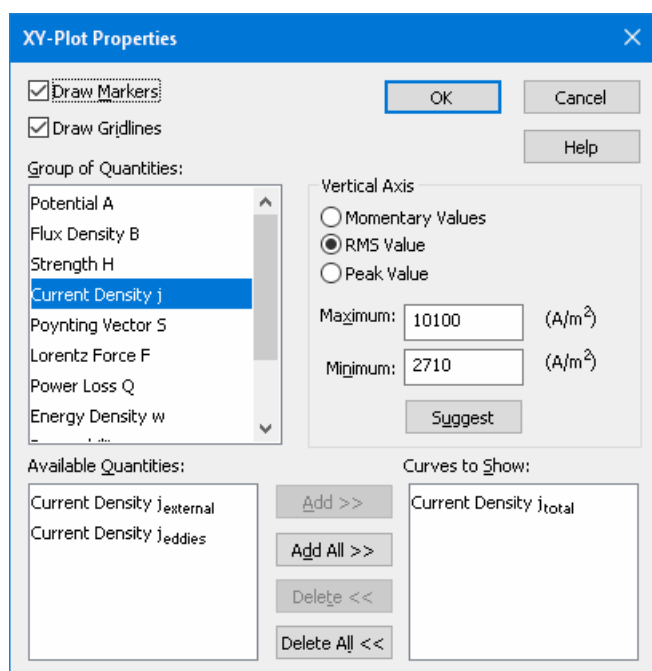 XY-Plot Properties
Draw Markers
Draw Gridlines
OK
Cancel
Help
Group of Quantities:
Potential A
Flux Density B
Strength H
Current Density j
Poynting Vector S
Lorentz Force F
Power Loss Q
Energy Density w
Vertical Axis
Momentary Values
RMS Value
Peak Value
Maximum: 10100 (A/m²)
Minimum: 2710 (A/m²)
Suggest
Available Quantities:
Current Density jexternal
Current Density jeddies
Add >>
Add All >>
Delete <<
Delete All <<
Curves to Show:
Current Density jtotal